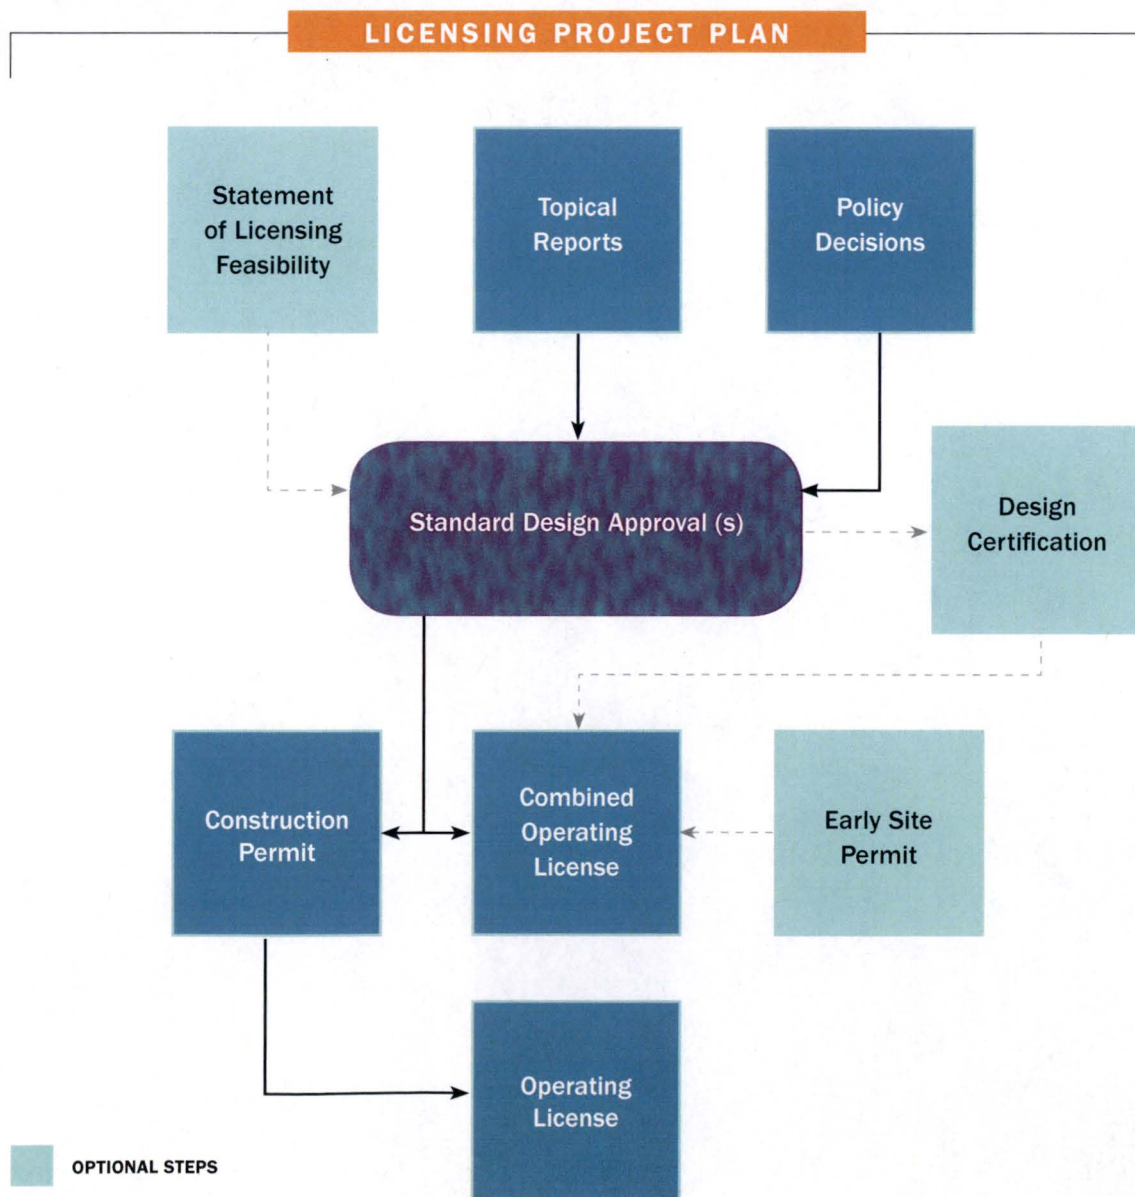 LICENSING PROJECT PLAN
Statement
of Licensing
Feasibility
Topical
Reports
Policy
Decisions
Standard Design Approval (s)
Design
Certification
Construction
Permit
Combined
Operating
License
Early Site
Permit
Operating
License
OPTIONAL STEPS